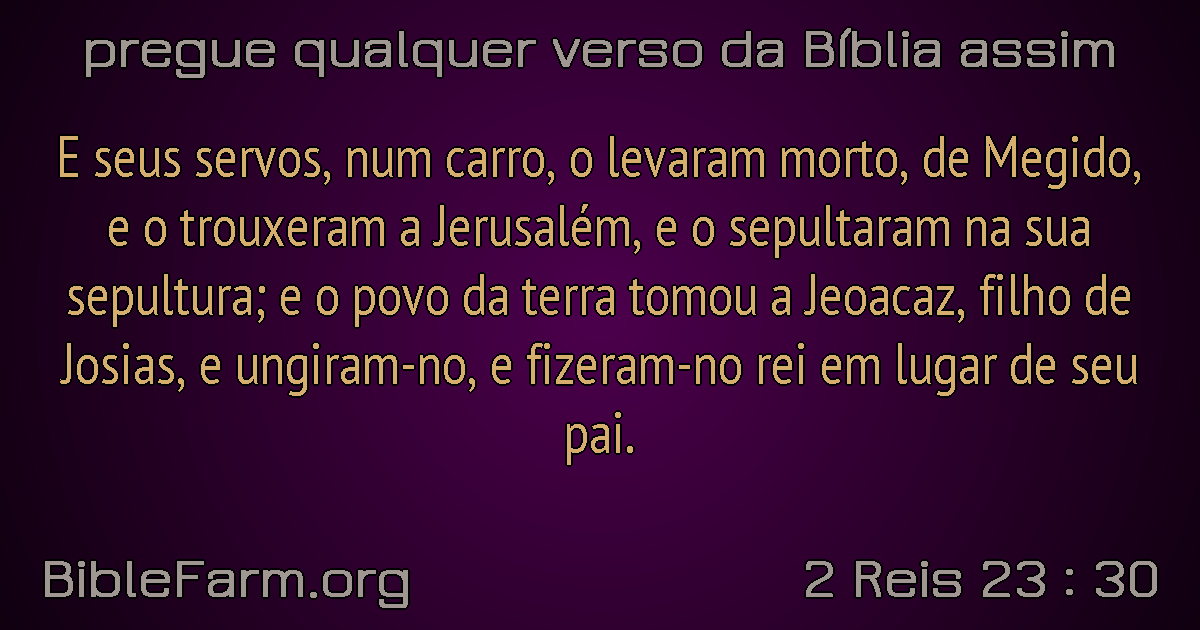 pregue qualquer verso da Bíblia assim
E seus servos, num carro, o levaram morto, de Megido,
e o trouxeram a Jerusalém, e o sepultaram na sua
sepultura; e o povo da terra tomou a Jeoacaz, filho de
Josias, e ungiram-no, e fizeram-no rei em lugar de seu
pai.
BibleFarm.org
2 Reis 23 : 30